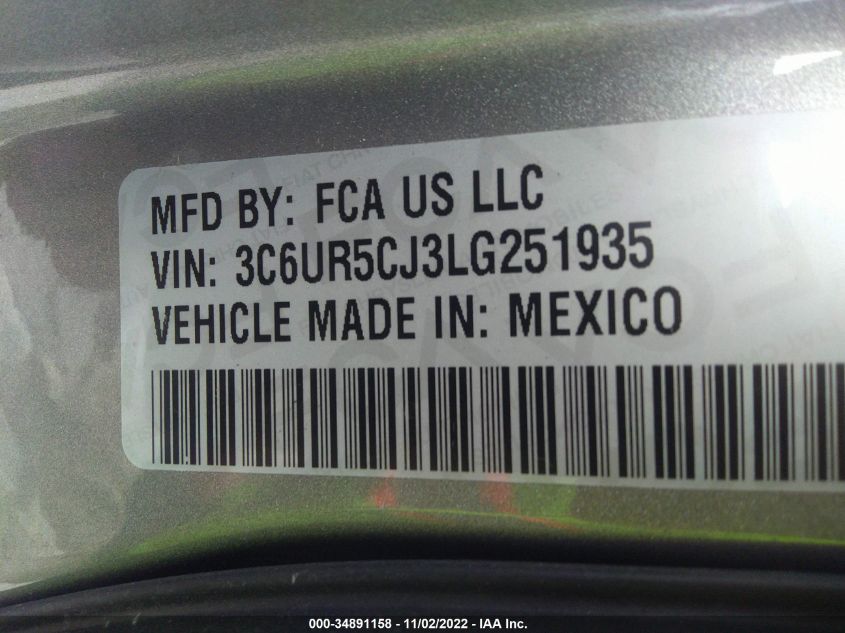 MFD BY: FCA US LLC
VIN: 3C6UR5CJ3LG251935
VEHICLE MADE IN: MEXICO
000-34891158 - 11/02/2022 - IAA Inc.